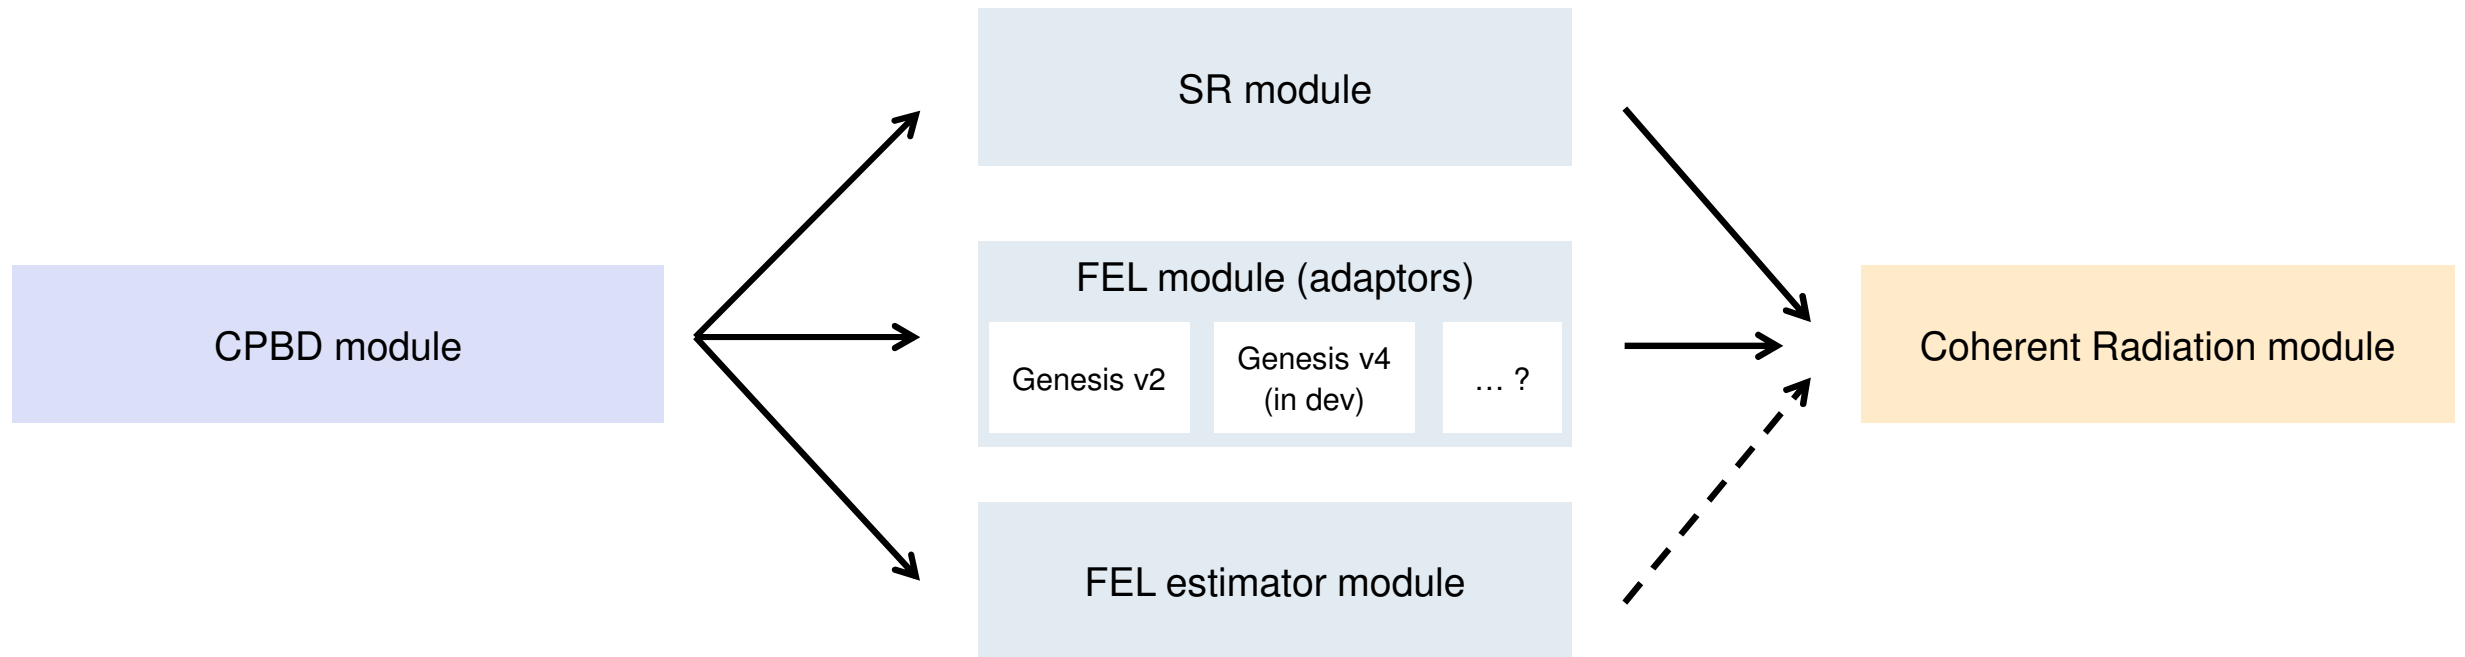 SR module
CPBD module
FEL module (adaptors)
Genesis v2
Genesis v4
(in dev)
… ?
FEL estimator module
Coherent Radiation module